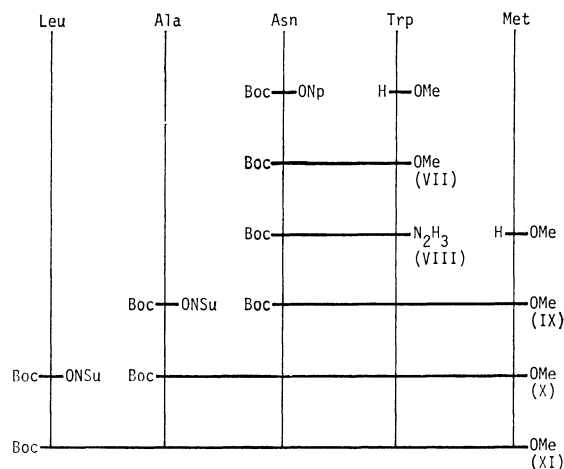 Leu Ala Asn Trp Met
Boc ONp H OMe
Boc OMe
(VII)
Boc N2H3 H OMe
(VIII)
Boc ONSu Boc OMe
(IX)
Boc ONSu Boc OMe
(X)
Boc OMe
(XI)